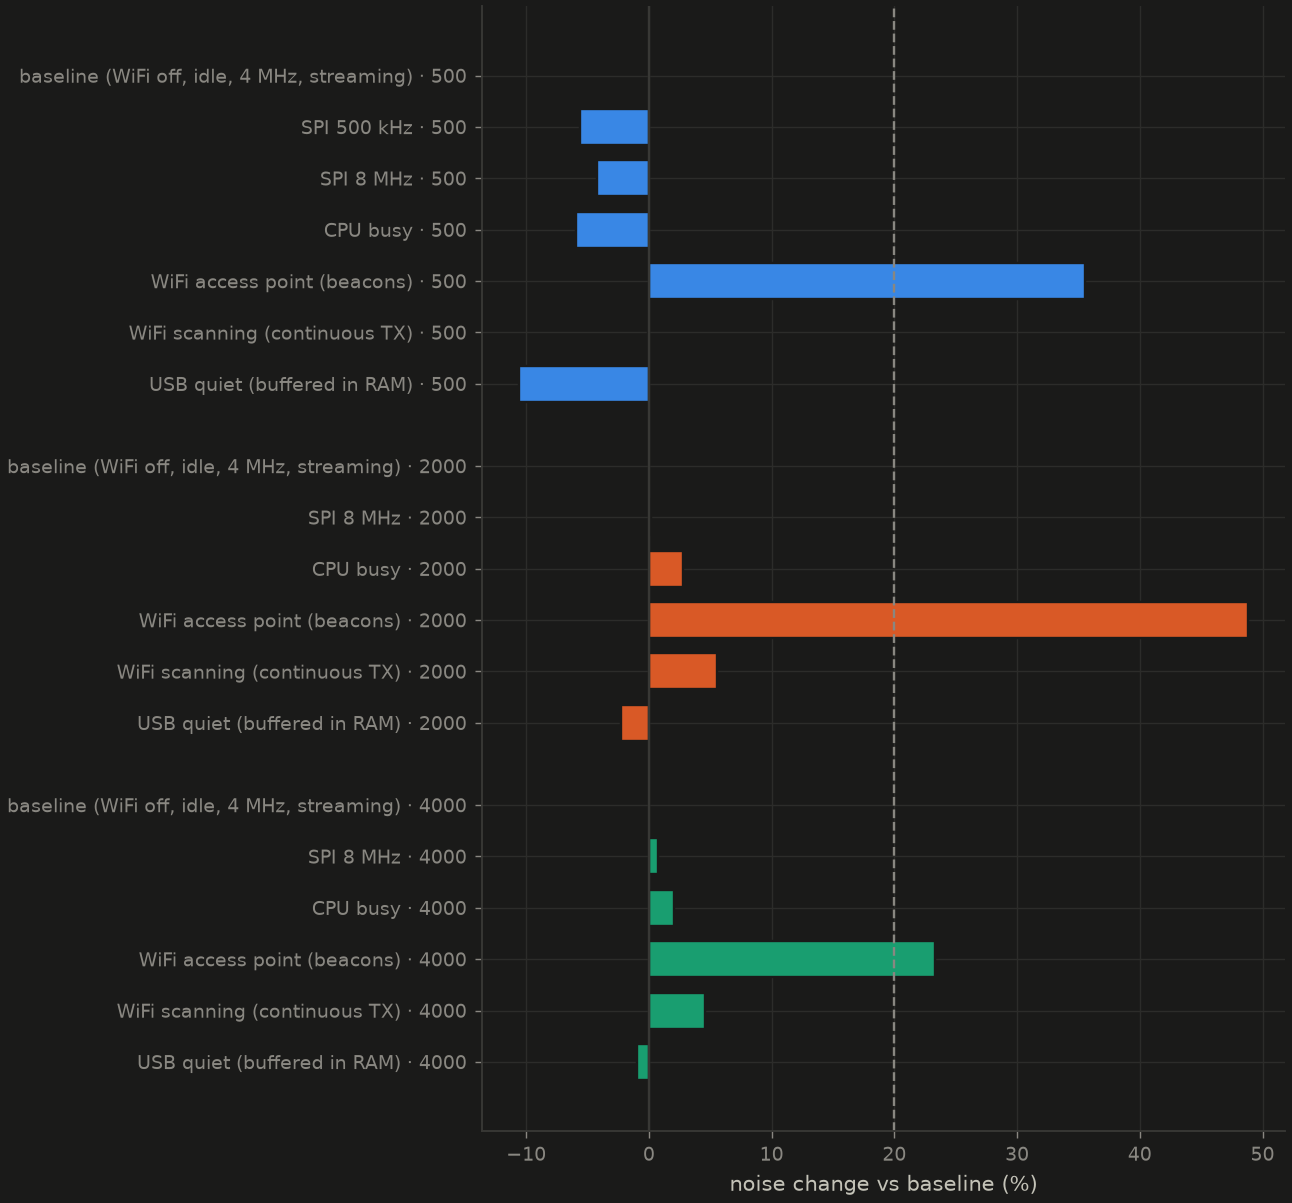 baseline (WiFi off, idle, 4 MHz, streaming) · 500
SPI 500 kHz · 500
SPI 8 MHz · 500
CPU busy · 500
WiFi access point (beacons) · 500
WiFi scanning (continuous TX) · 500
USB quiet (buffered in RAM) · 500
baseline (WiFi off, idle, 4 MHz, streaming) · 2000
SPI 8 MHz · 2000
CPU busy · 2000
WiFi access point (beacons) · 2000
WiFi scanning (continuous TX) · 2000
USB quiet (buffered in RAM) · 2000
baseline (WiFi off, idle, 4 MHz, streaming) · 4000
SPI 8 MHz · 4000
CPU busy · 4000
WiFi access point (beacons) · 4000
WiFi scanning (continuous TX) · 4000
USB quiet (buffered in RAM) · 4000
−10 0 10 20 30 40 50
noise change vs baseline (%)